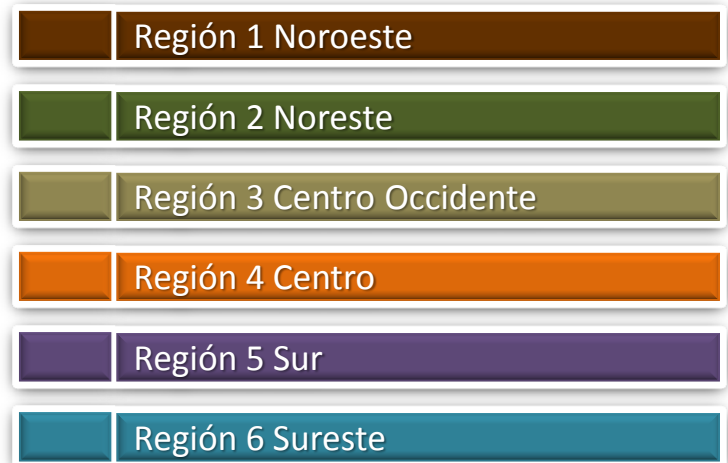 Región 1 Noroeste
Región 2 Noreste
Región 3 Centro Occidente
Región 4 Centro
Región 5 Sur
Región 6 Sureste